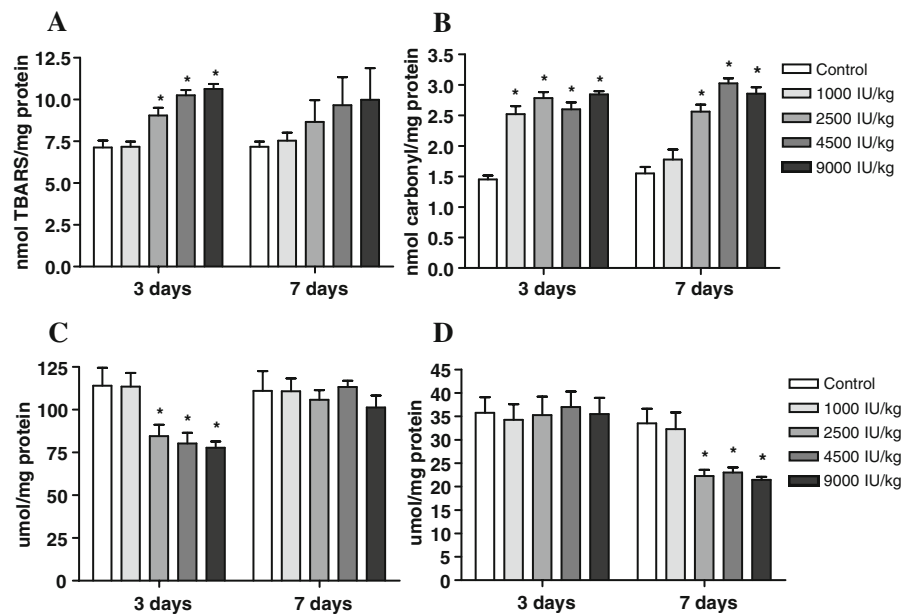 A
nmol TBARS/mg protein
12.5
10.0
7.5
5.0
2.5
0.0
* * *
3 days 7 days
B
nmol carbonyl/mg protein
3.5
3.0
2.5
2.0
1.5
1.0
0.5
0.0
* * * * * * *
3 days 7 days
Control
1000 IU/kg
2500 IU/kg
4500 IU/kg
9000 IU/kg
C
umol/mg protein
125
100
75
50
25
0
* * *
3 days 7 days
D
umol/mg protein
45
40
35
30
25
20
15
10
5
0
* * *
3 days 7 days
Control
1000 IU/kg
2500 IU/kg
4500 IU/kg
9000 IU/kg